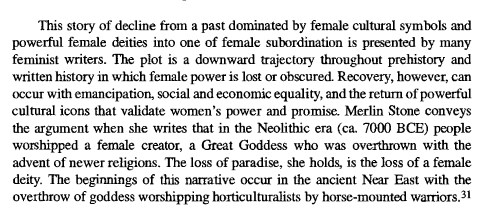 This story of decline from a past dominated by female cultural symbols and
powerful female deities into one of female subordination is presented by many
feminist writers. The plot is a downward trajectory throughout prehistory and
written history in which female power is lost or obscured. Recovery, however, can
occur with emancipation, social and economic equality, and the return of powerful
cultural icons that validate women's power and promise. Merlin Stone conveys
the argument when she writes that in the Neolithic era (ca. 7000 BCE) people
worshipped a female creator, a Great Goddess who was overthrown with the
advent of newer religions. The loss of paradise, she holds, is the loss of a female
deity. The beginnings of this narrative occur in the ancient Near East with the
overthrow of goddess worshipping horticulturalists by horse-mounted warriors.31